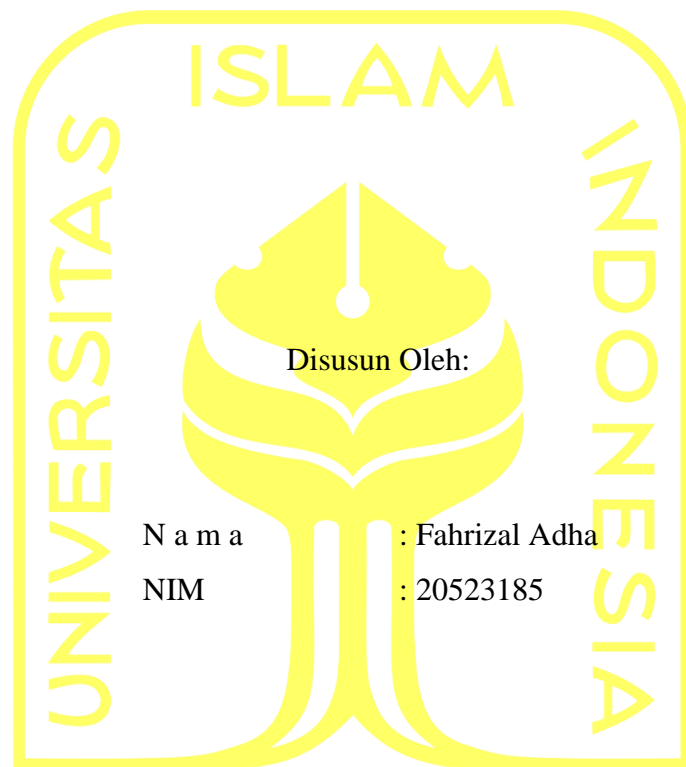 UNIVERSITAS ISLAM INDONESIA
Disusun Oleh:
N a m a : Fahrizal Adha
NIM : 20523185